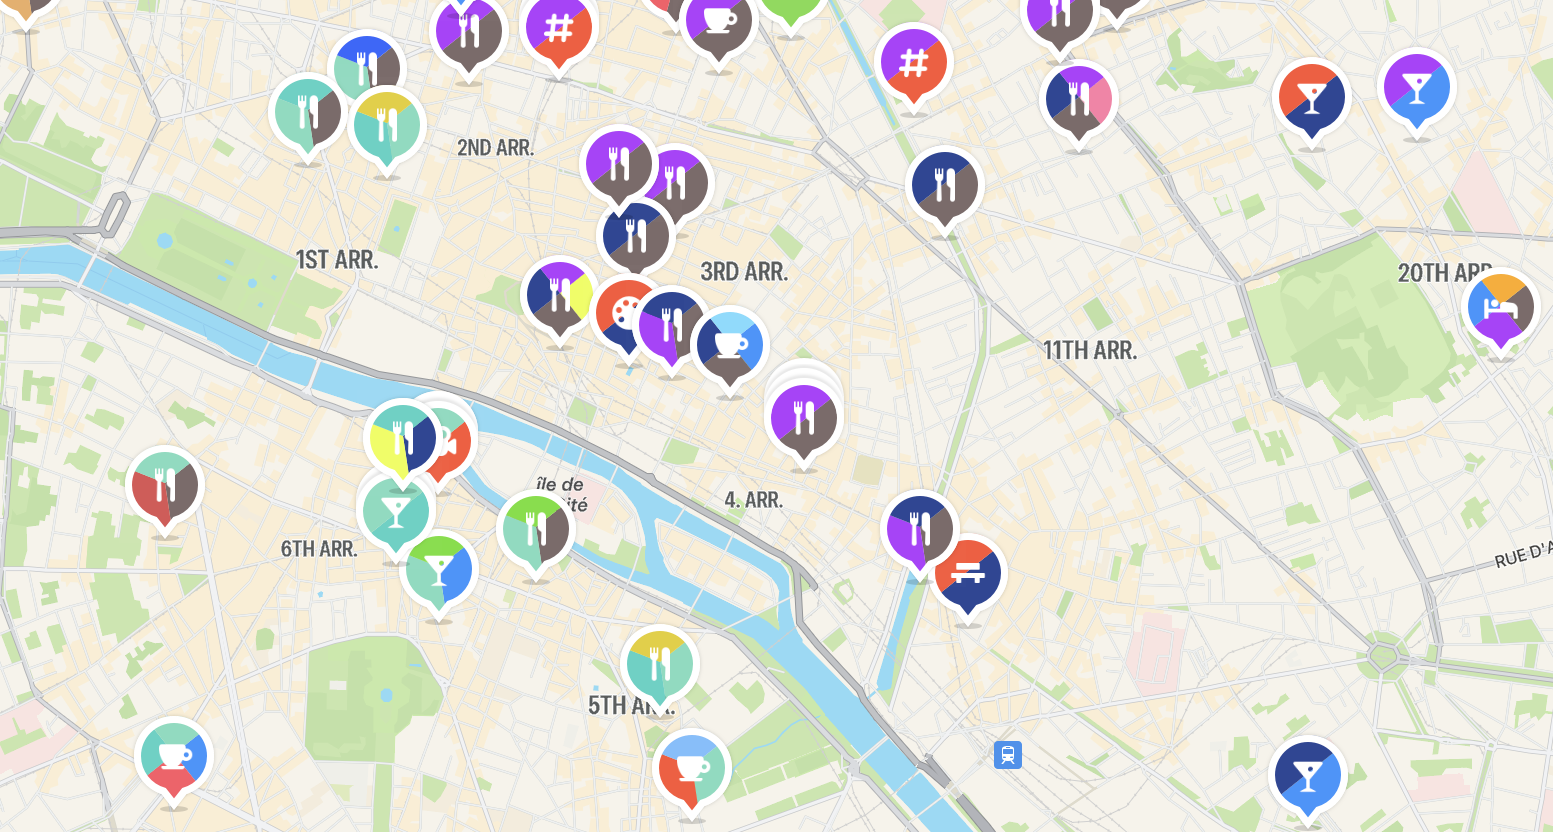 2ND ARR.
1ST ARR.
3RD ARR.
20TH ARR
11TH ARR.
île de
ité
4. ARR.
6TH ARR.
RUE D'A
5TH AR